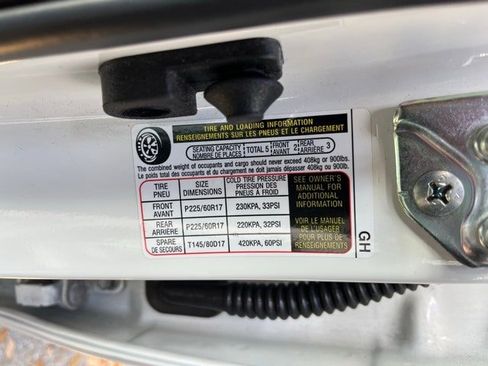 TIRE AND LOADING INFORMATION
RENSEIGNEMENTS SUR LES PNEUS ET LE CHARGEMENT
SEATING CAPACITY TOTAL 5 FRONT 2 REAR 3
NOMBRE DE PLACES AVANT ARRIÈRE
The combined weight of occupants and cargo should never exceed 408kg or 900lbs.
Le poids total des occupants et du chargement ne doit jamais dépasser 408kg ou 900lb.
TIRE SIZE COLD TIRE PRESSURE
PNEU DIMENSIONS PRESSION DES PNEUS A FROID
FRONT AVANT P225/60R17 230KPA, 33PSI
REAR ARRIÈRE P225/60R17 220KPA, 32PSI
SPARE DE SECOURS T145/80D17 420KPA, 60PSI
SEE OWNER'S
MANUAL FOR
ADDITIONAL
INFORMATION
VOIR LE MANUEL
DE L'USAGER
POUR PLUS DE
RENSEIGNEMENTS
GH